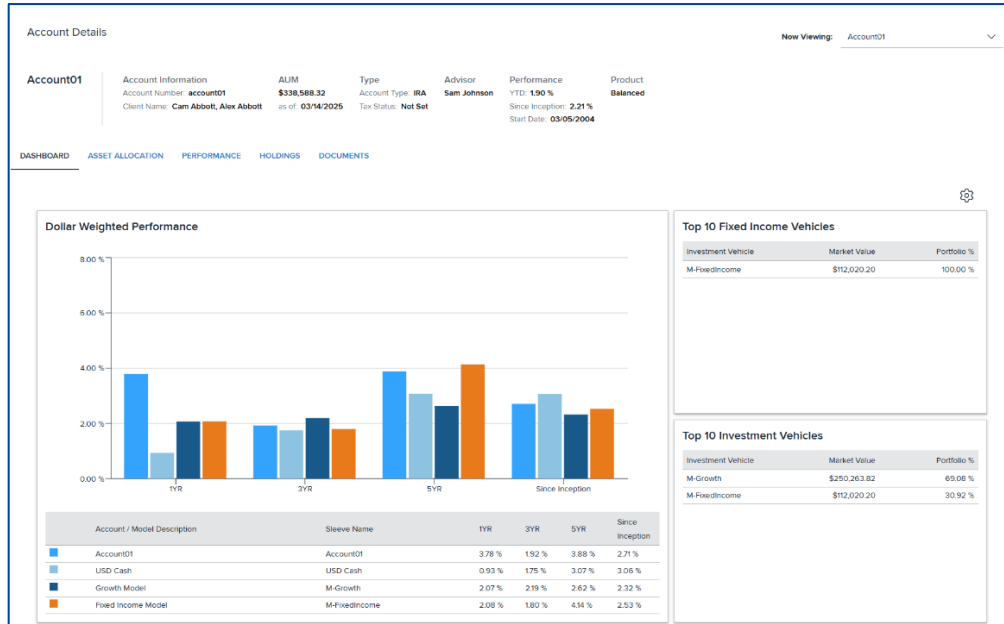 Account Details
Now Viewing: Account01
Account01
Account Information
Account Number: account01
Client Name: Cam Abbott, Alex Abbott
AUM
$338,588.32
as of: 03/14/2025
Type
Account Type: IRA
Tax Status: Not Set
Advisor
Sam Johnson
Performance
YTD: 1.90 %
Since Inception: 2.21 %
Start Date: 03/05/2004
Product
Balanced
DASHBOARD ASSET ALLOCATION PERFORMANCE HOLDINGS DOCUMENTS
Dollar Weighted Performance
8.00 %
6.00 %
4.00 %
2.00 %
0.00 %
1YR 3YR 5YR Since Inception
Account / Model Description Sleeve Name 1YR 3YR 5YR Since Inception
Account01 Account01 3.78 % 1.92 % 3.88 % 2.71 %
USD Cash USD Cash 0.93 % 1.75 % 3.07 % 3.06 %
Growth Model M-Growth 2.07 % 2.19 % 2.62 % 2.32 %
Fixed Income Model M-FixedIncome 2.08 % 1.80 % 4.14 % 2.53 %
Top 10 Fixed Income Vehicles
Investment Vehicle Market Value Portfolio %
M-FixedIncome $112,020.20 100.00 %
Top 10 Investment Vehicles
Investment Vehicle Market Value Portfolio %
M-Growth $250,263.82 69.08 %
M-FixedIncome $112,020.20 30.92 %